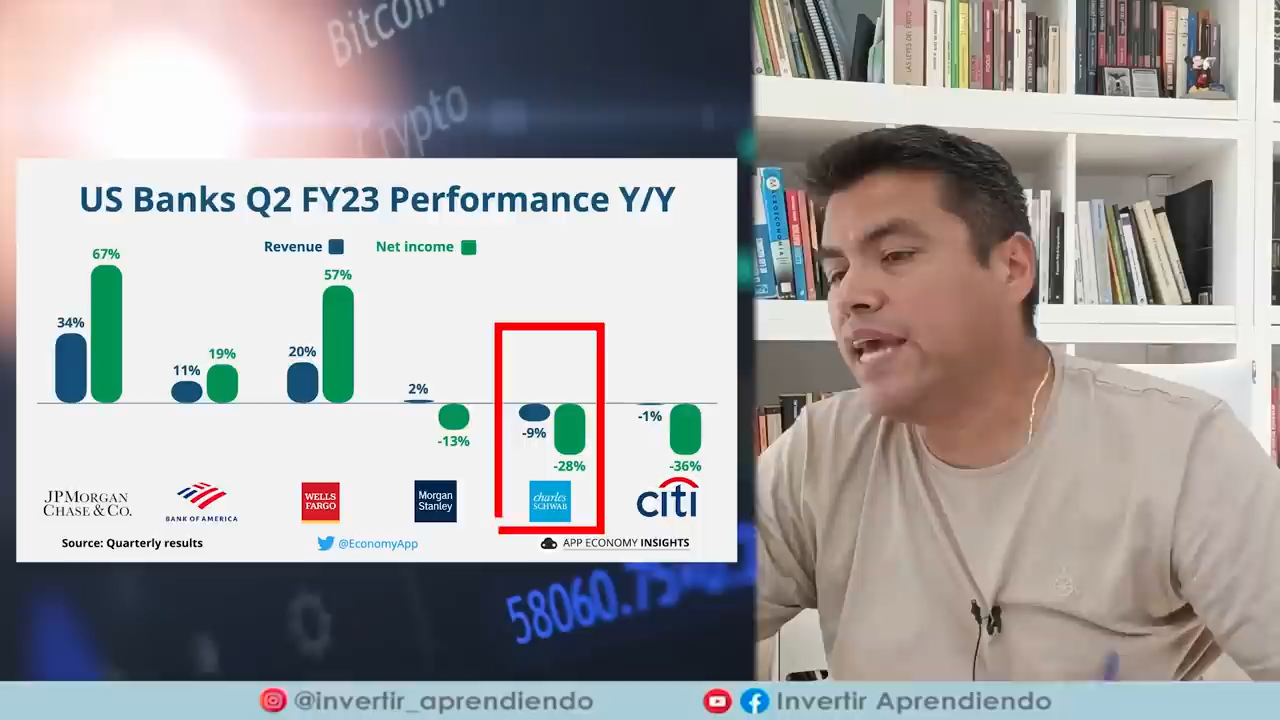 Bitcoin
Crypto
US Banks Q2 FY23 Performance Y/Y
Revenue
Net income
67%
57%
34%
19%
20%
11%
2%
-13%
-9%
-28%
-1%
-36%
JPMORGAN
CHASE & CO.
BANK OF AMERICA
WELLS
FARGO
Morgan
Stanley
charles
SCHWAB
citi
Source: Quarterly results
@EconomyApp
APP ECONOMY INSIGHTS
@invertir_aprendiendo
Invertir Aprendiendo